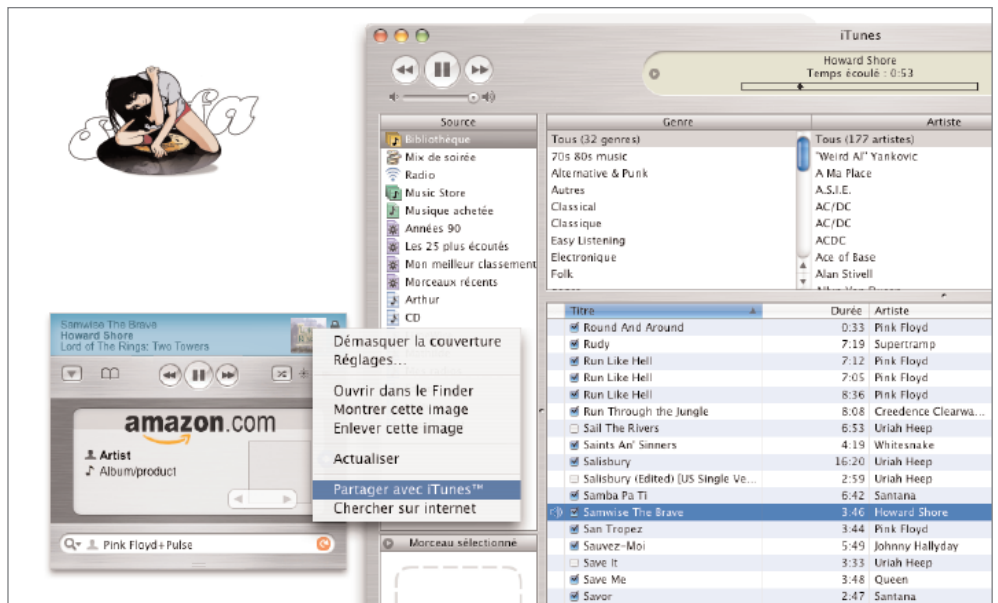 sofa
iTunes
Howard Shore
Temps écoulé : 0:53
Source
Bibliothèque
Mix de soirée
Radio
Music Store
Musique achetée
Années 90
Les 25 plus écoutés
Mon meilleur classement
Morceaux récents
Arthur
CD
Morceau sélectionné
Genre
Tous (32 genres)
70s 80s music
Alternative & Punk
Autres
Classical
Classique
Easy Listening
Electronique
Folk
Artiste
Tous (177 artistes)
"Weird Al" Yankovic
A Ma Place
A.S.I.E.
AC/DC
AC/DC
ACDC
Ace of Base
Alan Stivell
Titre Durée Artiste
Round And Around 0:33 Pink Floyd
Rudy 7:19 Supertramp
Run Like Hell 7:12 Pink Floyd
Run Like Hell 7:05 Pink Floyd
Run Like Hell 8:36 Pink Floyd
Run Through the Jungle 8:08 Creedence Clearwa...
Sail The Rivers 6:53 Uriah Heep
Saints An' Sinners 4:19 Whitesnake
Salisbury 16:20 Uriah Heep
Salisbury (Edited) [US Single Ve... 2:59 Uriah Heep
Samba Pa Ti 6:42 Santana
Samwise The Brave 3:46 Howard Shore
San Tropez 3:44 Pink Floyd
Sauvez-Moi 5:49 Johnny Hallyday
Save It 3:33 Uriah Heep
Save Me 3:48 Queen
Savor 2:47 Santana
Samwise The Brave
Howard Shore
Lord of The Rings: Two Towers
amazon.com
Artist
Album/product
Pink Floyd+Pulse
Démasquer la couverture
Réglages...
Ouvrir dans le Finder
Montrer cette image
Enlever cette image
Actualiser
Partager avec iTunes™
Chercher sur internet